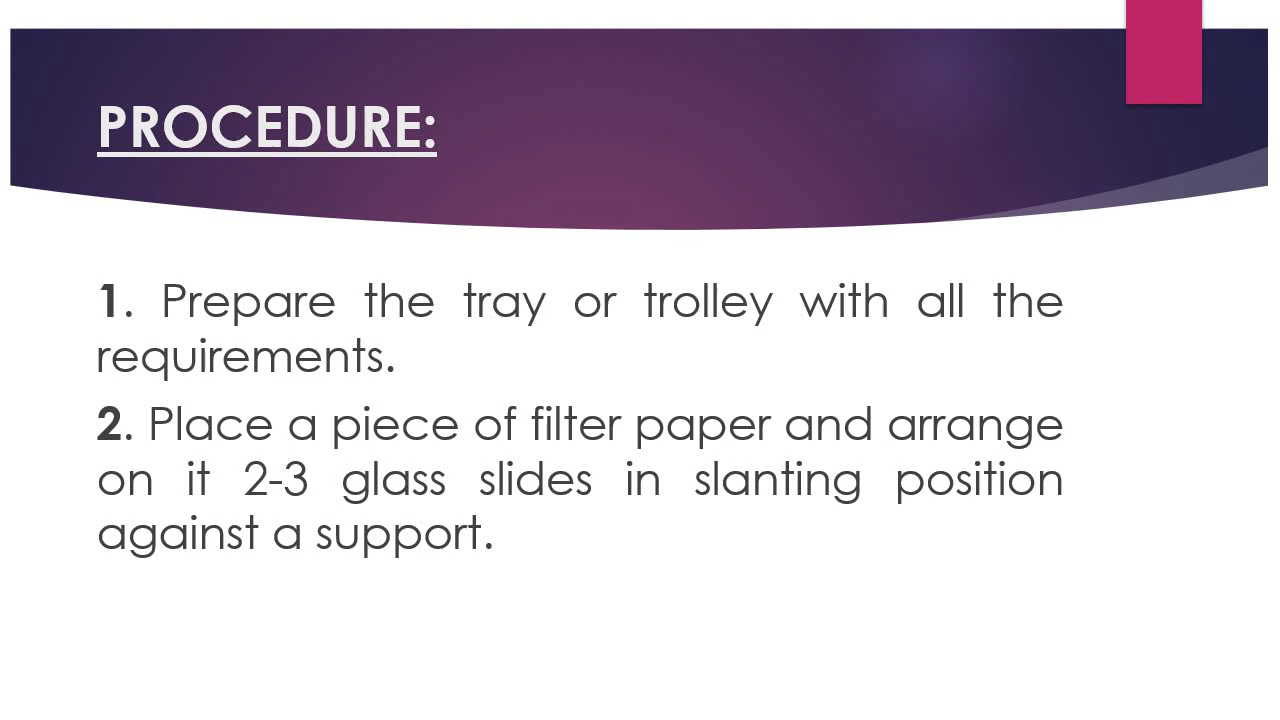 PROCEDURE:
1. Prepare the tray or trolley with all the
requirements.
2. Place a piece of filter paper and arrange
on it 2-3 glass slides in slanting position
against a support.